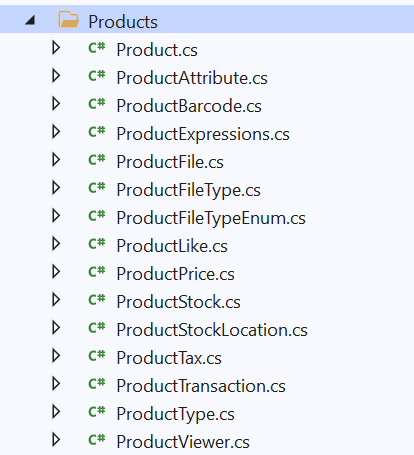 Products
C# Product.cs
C# ProductAttribute.cs
C# ProductBarcode.cs
C# ProductExpressions.cs
C# ProductFile.cs
C# ProductFileType.cs
C# ProductFileTypeEnum.cs
C# ProductLike.cs
C# ProductPrice.cs
C# ProductStock.cs
C# ProductStockLocation.cs
C# ProductTax.cs
C# ProductTransaction.cs
C# ProductType.cs
C# ProductViewer.cs